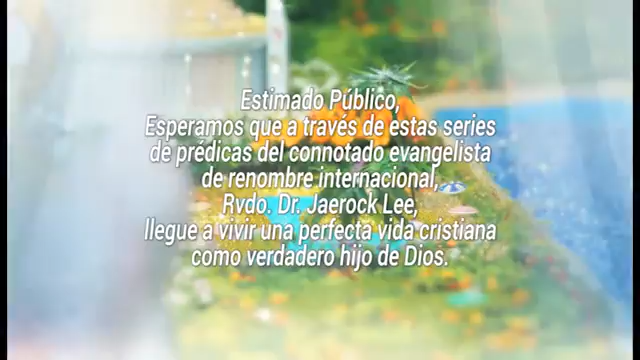 Estimado Público,
Esperamos que a través de estas series
de prédicas del connotado evangelista
de renombre internacional,
Rvdo. Dr. Jaerock Lee,
llegue a vivir una perfecta vida cristiana
como verdadero hijo de Dios.